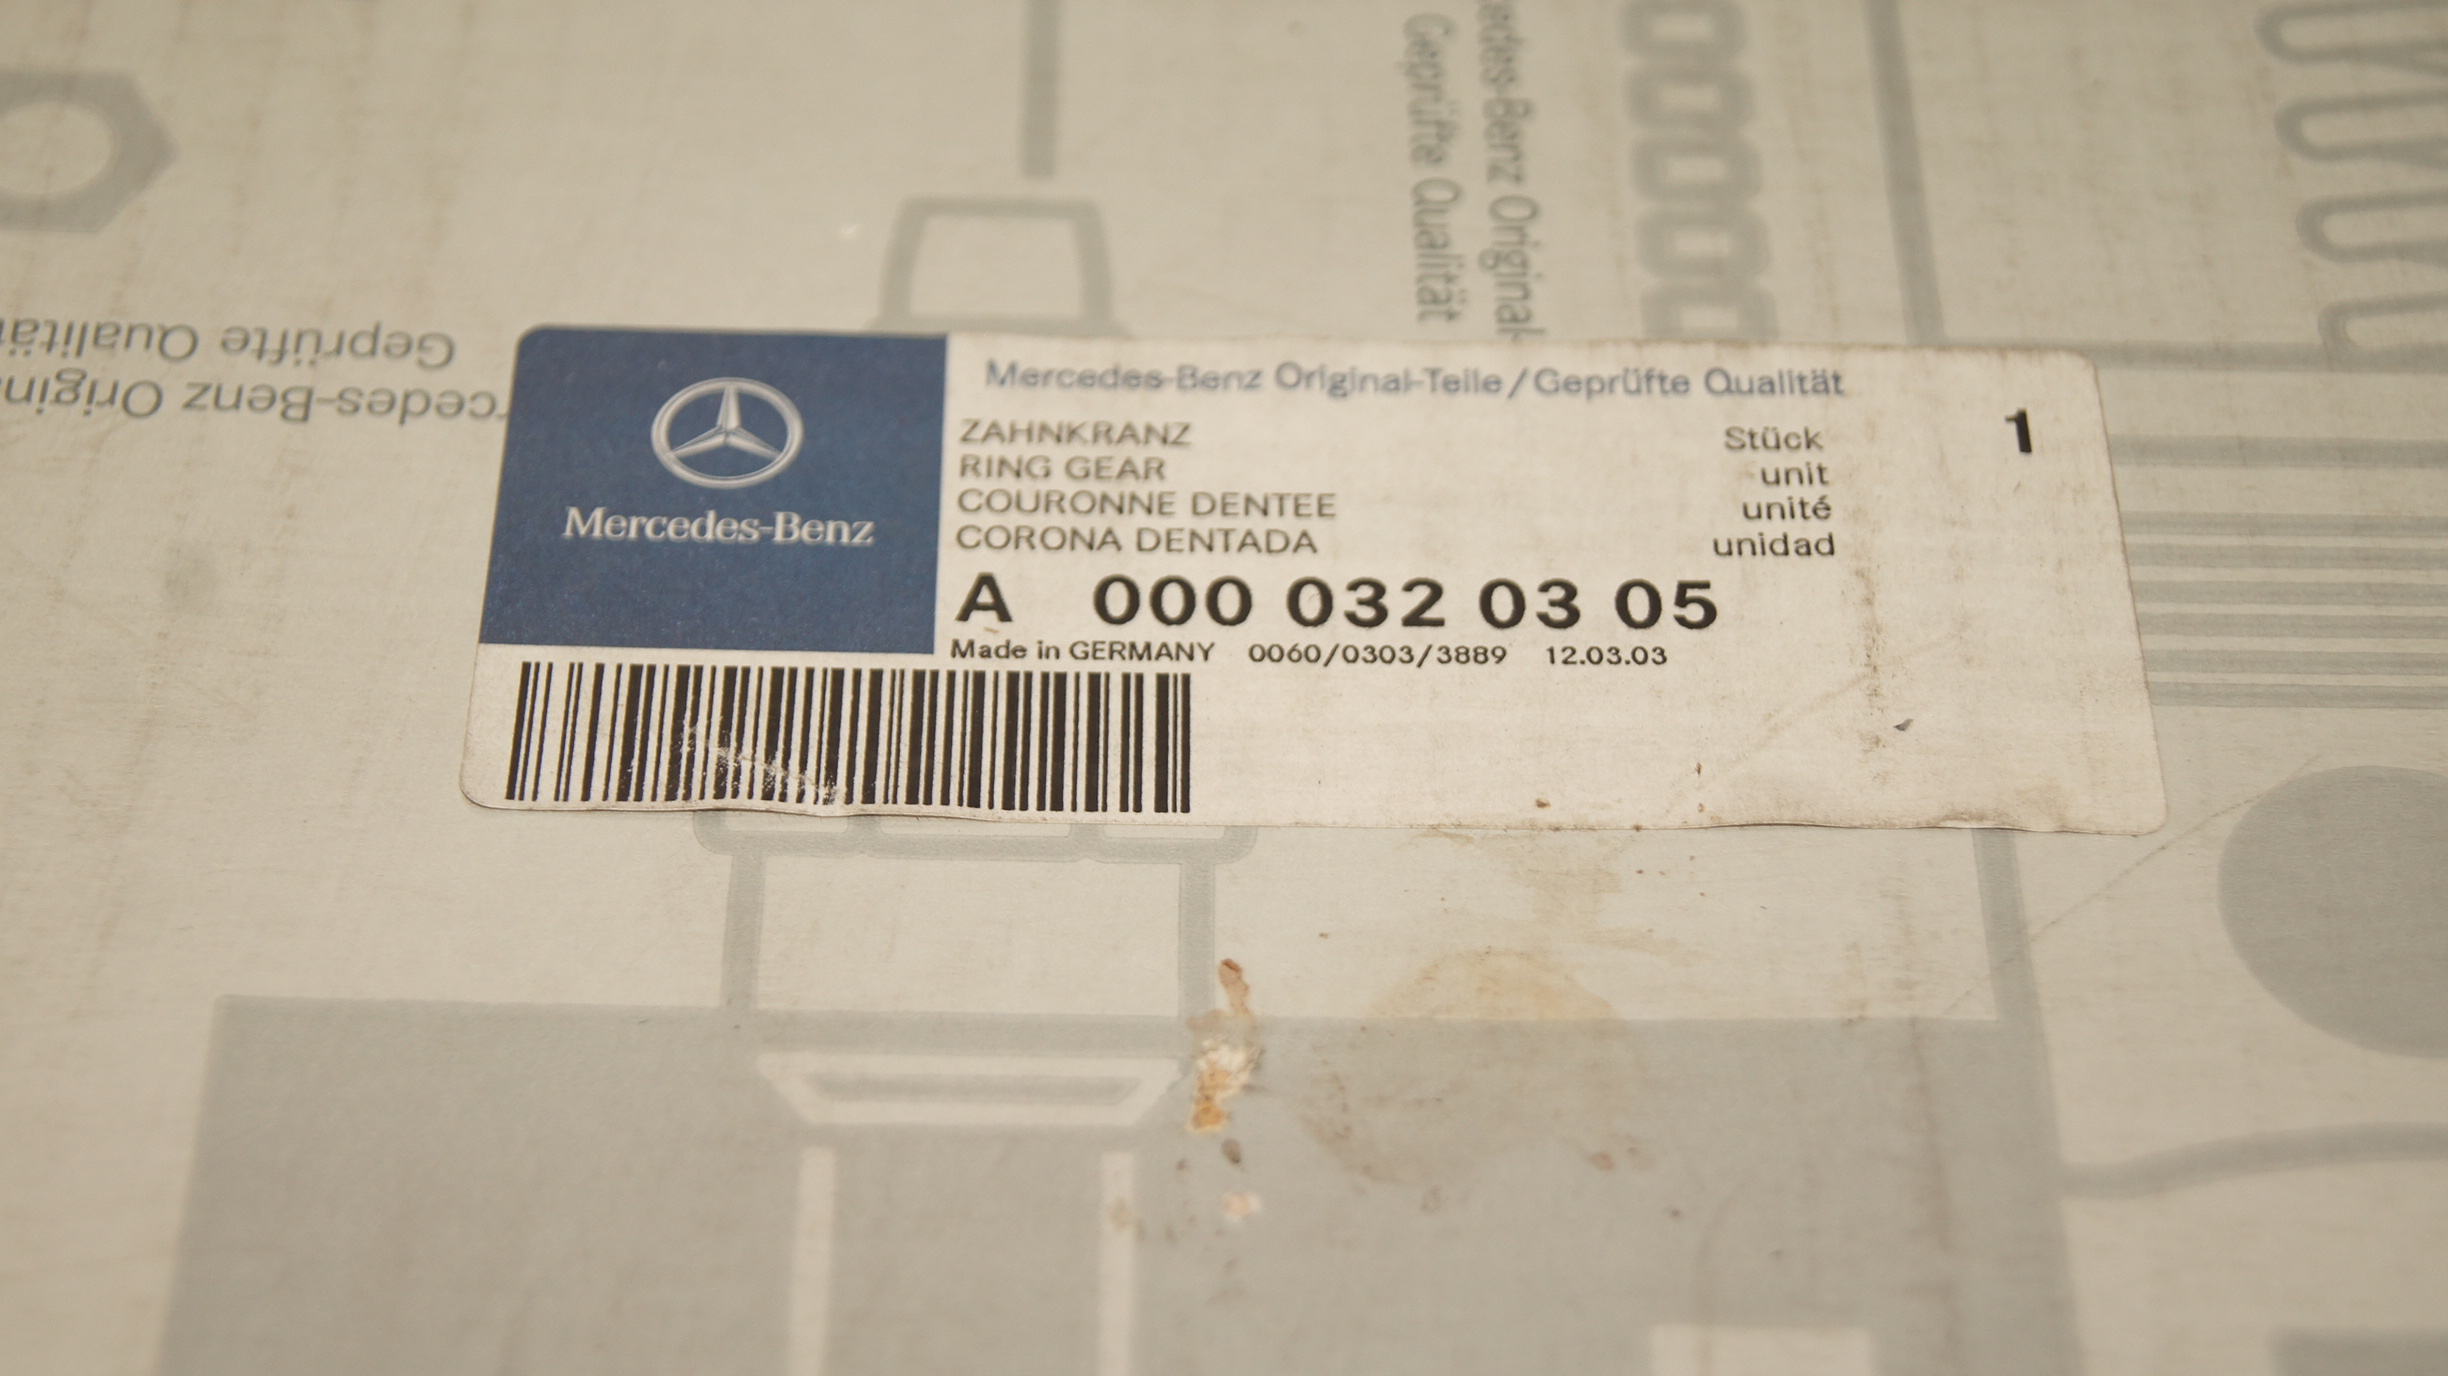 edes-Benz Original-
Geprüfte Qualität
Geprüfte Qualitä
cedes-Benz Origin
Mercedes-Benz
Mercedes-Benz Original-Teile/Geprüfte Qualität
ZAHNKRANZ Stück 1
RING GEAR unit
COURONNE DENTEE unité
CORONA DENTADA unidad
A 000 032 03 05
Made in GERMANY 0060/0303/3889 12.03.03